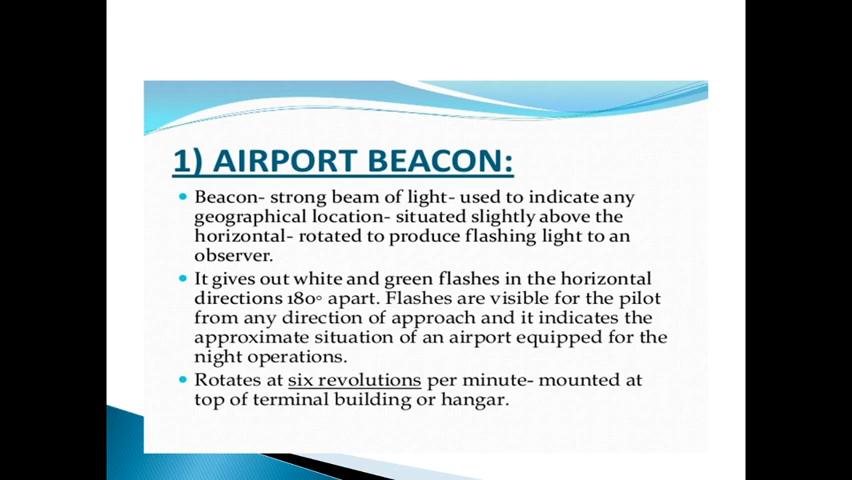 1) AIRPORT BEACON:
• Beacon- strong beam of light- used to indicate any
geographical location- situated slightly above the
horizontal- rotated to produce flashing light to an
observer.
• It gives out white and green flashes in the horizontal
directions 180° apart. Flashes are visible for the pilot
from any direction of approach and it indicates the
approximate situation of an airport equipped for the
night operations.
• Rotates at six revolutions per minute- mounted at
top of terminal building or hangar.